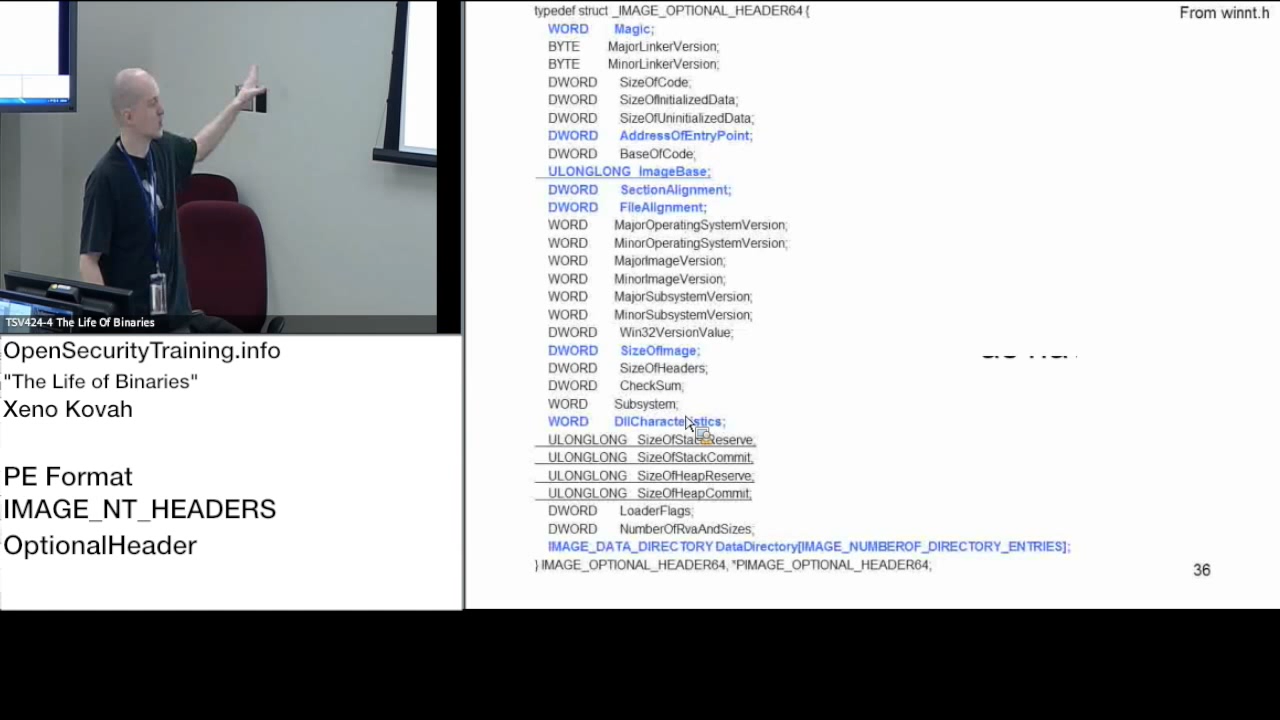 typedef struct _IMAGE_OPTIONAL_HEADER64 {
From winnt.h
WORD Magic;
BYTE MajorLinkerVersion;
BYTE MinorLinkerVersion;
DWORD SizeOfCode;
DWORD SizeOfInitializedData;
DWORD SizeOfUninitializedData;
DWORD AddressOfEntryPoint;
DWORD BaseOfCode;
ULONGLONG ImageBase;
DWORD SectionAlignment;
DWORD FileAlignment;
WORD MajorOperatingSystemVersion;
WORD MinorOperatingSystemVersion;
WORD MajorImageVersion;
WORD MinorImageVersion;
WORD MajorSubsystemVersion;
WORD MinorSubsystemVersion;
DWORD Win32VersionValue;
DWORD SizeOfImage;
DWORD SizeOfHeaders;
DWORD CheckSum;
WORD Subsystem;
WORD DllCharacteristics;
ULONGLONG SizeOfStackReserve;
ULONGLONG SizeOfStackCommit;
ULONGLONG SizeOfHeapReserve;
ULONGLONG SizeOfHeapCommit;
DWORD LoaderFlags;
DWORD NumberOfRvaAndSizes;
IMAGE_DATA_DIRECTORY DataDirectory[IMAGE_NUMBEROF_DIRECTORY_ENTRIES];
} IMAGE_OPTIONAL_HEADER64, *PIMAGE_OPTIONAL_HEADER64;
36
TSV424-4 The Life Of Binaries
OpenSecurityTraining.info
"The Life of Binaries"
Xeno Kovah
PE Format
IMAGE_NT_HEADERS
OptionalHeader